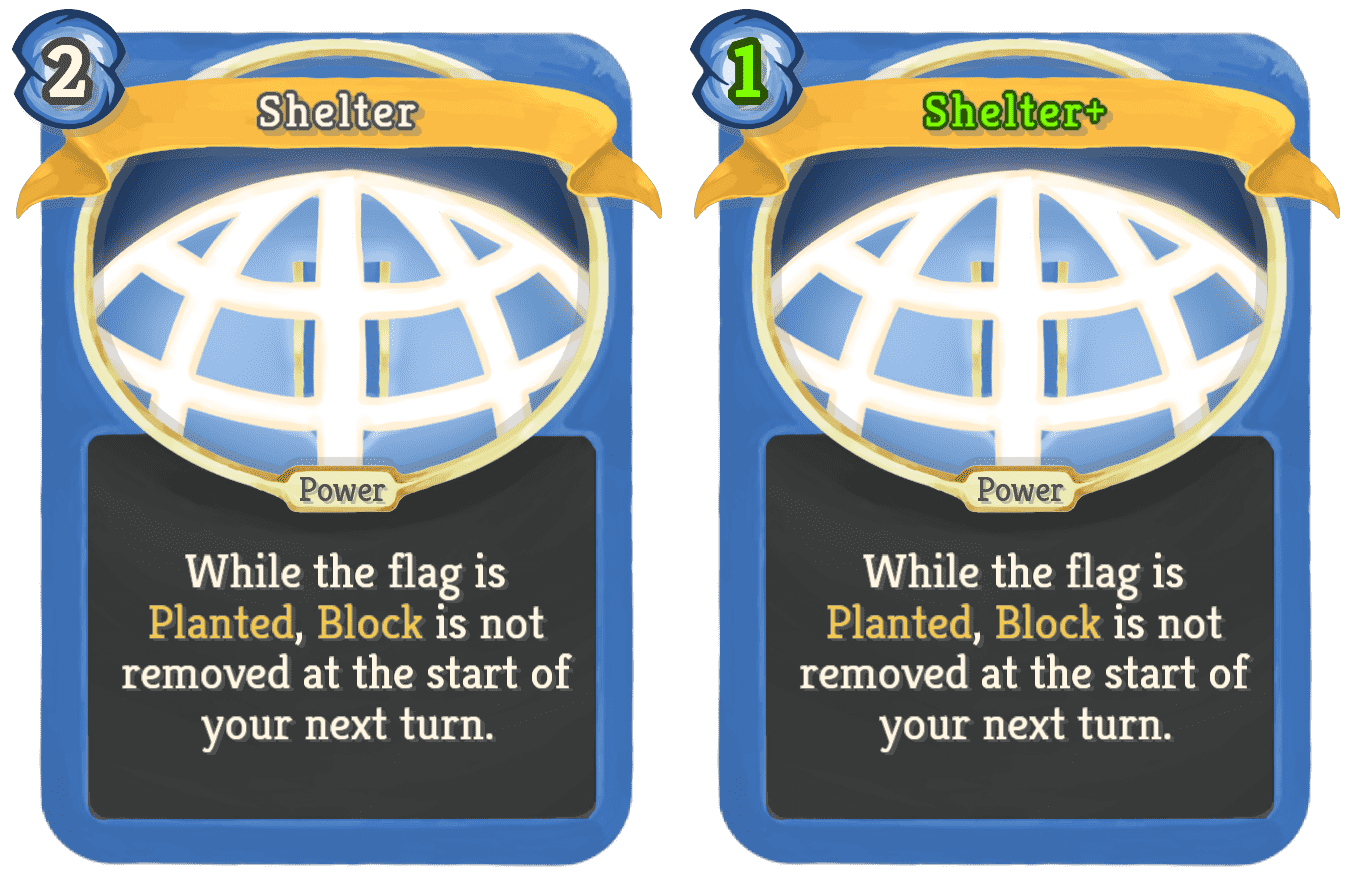 2
Shelter
Power
While the flag is
Planted, Block is not
removed at the start of
your next turn.
1
Shelter+
Power
While the flag is
Planted, Block is not
removed at the start of
your next turn.